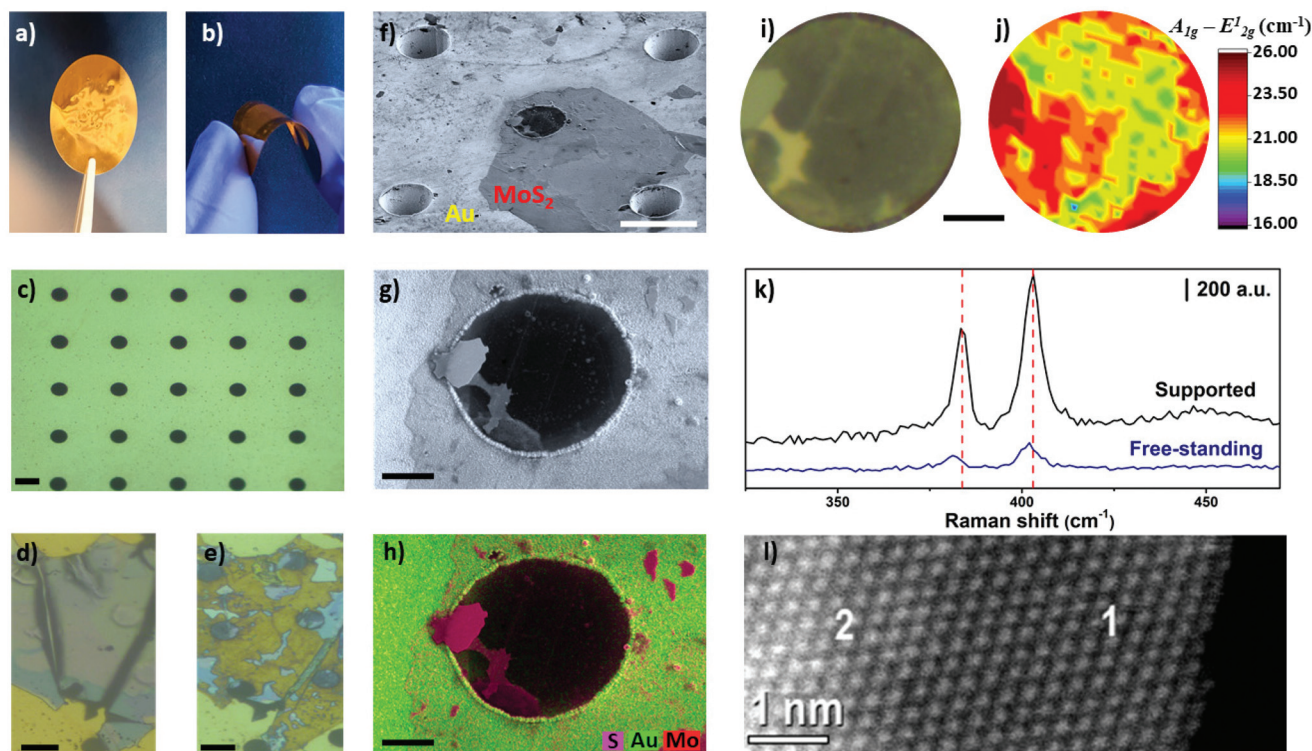 a)
b)
f)
MoS₂
Au
i)
j)
A₁g – E¹₂g (cm⁻¹)
26.00
23.50
21.00
18.50
16.00
c)
g)
k)
| 200 a.u.
Supported
Free-standing
350
400
450
Raman shift (cm⁻¹)
d)
e)
h)
S Au Mo
l)
2
1
1 nm